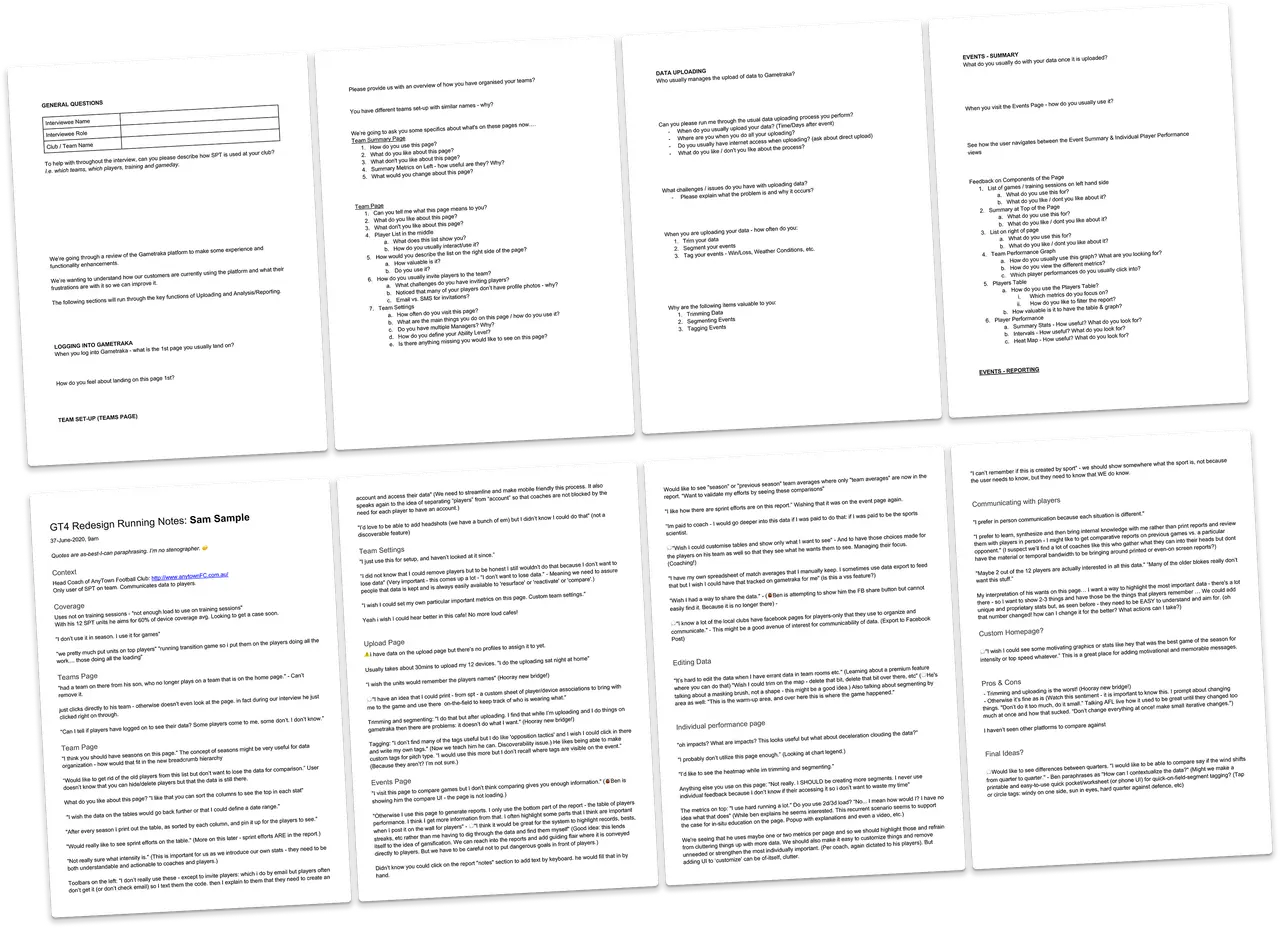 GENERAL QUESTIONS
Interviewee Name
Interviewee Role
Club / Team Name
To help with throughout the interview, can you please describe how SPT is used at your club?
I.e. which teams, which players, training and gameday.
We're going through a review of the Gametraka platform to make some experience and
functionality enhancements.
We're wanting to understand how our customers are currently using the platform and what their
frustrations are with it so we can improve it.
The following sections will run through the key functions of Uploading and Analysis/Reporting.
LOGGING INTO GAMETRAKA
When you log into Gametraka - what is the 1st page you usually land on?
How do you feel about landing on this page 1st?
TEAM SET-UP (TEAMS PAGE)
Please provide us with an overview of how you have organised your teams?
You have different teams set-up with similar names - why?
We're going to ask you some specifics about what's on these pages now....
Team Summary Page
1. How do you use this page?
2. What do you like about this page?
3. What don't you like about this page?
4. Summary Metrics on Left - how useful are they? Why?
5. What would you change about this page?
Team Page
1. Can you tell me what this page means to you?
2. What do you like about this page?
3. What don't you like about this page?
4. Player List in the middle
a. What does this list show you?
b. How do you usually interact/use it?
5. How would you describe the list on the right side of the page?
a. How valuable is it?
b. Do you use it?
6. How do you usually invite players to the team?
a. What challenges do you have inviting players?
b. Noticed that many of your players don't have profile photos - why?
c. Email vs. SMS for invitations?
7. Team Settings
a. How often do you visit this page?
b. What are the main things you do on this page / how do you use it?
c. Do you have multiple Managers? Why?
d. How do you define your Ability Level?
e. Is there anything missing you would like to see on this page?
DATA UPLOADING
Who usually manages the upload of data to Gametraka?
Can you please run me through the usual data uploading process you perform?
- When do you usually upload your data? (Time/Days after event)
- Where are you when you do all your uploading?
- Do you usually have internet access when uploading? (ask about direct upload)
- What do you like / don't you like about the process?
What challenges / issues do you have with uploading data?
- Please explain what the problem is and why it occurs?
When you are uploading your data - how often do you:
1. Trim your data
2. Segment your events
3. Tag your events - Win/Loss, Weather Conditions, etc.
Why are the following items valuable to you:
1. Trimming Data
2. Segmenting Events
3. Tagging Events
EVENTS - SUMMARY
What do you usually do with your data once it is uploaded?
When you visit the Events Page - how do you usually use it?
See how the user navigates between the Event Summary & Individual Player Performance
views
Feedback on Components of the Page
1. List of games / training sessions on left hand side
a. What do you use this for?
b. What do you like / dont you like about it?
2. Summary at Top of the Page
a. What do you use this for?
b. What do you like / dont you like about it?
3. List on right of page
a. What do you use this for?
b. What do you like / dont you like about it?
4. Team Performance Graph
a. How do you usually use this graph? What are you looking for?
b. How do you view the different metrics?
c. Which player performances do you usually click into?
5. Players Table
a. How do you use the Players Table?
i. Which metrics do you focus on?
ii. How do you like to filter the report?
b. How valuable is it to have the table & graph?
6. Player Performance
a. Summary Stats - How useful? What do you look for?
b. Intervals - How useful? What do you look for?
c. Heat Map - How useful? What do you look for?
EVENTS - REPORTING
GT4 Redesign Running Notes: Sam Sample
37-June-2020, 9am
Quotes are as-best-i-can paraphrasing. I'm no stenographer.
Context
Head Coach of AnyTown Football Club: http://www.anytownFC.com.au/
Only user of SPT on team. Communicates data to players.
Coverage
Uses not on training sessions - "not enough load to use on training sessions"
With his 12 SPT units he aims for 60% of device coverage avg. Looking to get a case soon.
"I don't use it in season. I use it for games"
"we pretty much put units on top players" "running transition game so I put them on the players doing all the
work… those doing all the loading"
Teams Page
"had a team on there from his son, who no longer plays on a team that is on the home page." - Can't
remove it.
just clicks directly to his team - otherwise doesn't even look at the page. in fact during our interview he just
clicked right on through.
"Can I tell if players have logged on to see their data? Some players come to me, some don't. I don't know."
Team Page
"I think you should have seasons on this page." The concept of seasons might be very useful for data
organization - how would that fit in the new breadcrumb hierarchy
"Would like to get rid of the old players from this list but don't want to lose the data for comparison." User
doesn't know that you can hide/delete players but that the data is still there.
What do you like about this page? "I like that you can sort the columns to see the top in each stat"
"I wish the data on the tables would go back further or that I could define a date range."
"After every season I print out the table, as sorted by each column, and pin it up for the players to see."
"Would really like to see sprint efforts on the table." (More on this later - sprint efforts ARE in the report.)
"Not really sure what intensity is." (This is important for us as we introduce our own stats - they need to be
both understandable and actionable to coaches and players.)
Toolbars on the left. "I don't really use these - except to invite players: which i do by email but players often
don't get it (or don't check email) so I text them the code. then I explain to them that they need to create an
account and access their data" (We need to streamline and make mobile friendly this process. It also
speaks again to the idea of separating "players" from "account" so that coaches are not blocked by the
need for each player to have an account.)
"I'd love to be able to add headshots (we have a bunch of em) but I didn't know I could do that" (not a
discoverable feature)
Team Settings
"I just use this for setup, and haven't looked at it since."
"I did not know that I could remove players but to be honest I still wouldn't do that because I don't want to
lose data" (Very important - this comes up a lot - "I don't want to lose data." - Meaning we need to assure
people that data is kept and is always easily available to 'resurface' or 'reactivate' or 'compare'.)
"I wish I could set my own particular important metrics on this page. Custom team settings."
Yeah i wish I could hear better in this cafe! No more loud cafes!
Upload Page
I have data on the upload page but there's no profiles to assign it to yet.
Usually takes about 30mins to upload my 12 devices. "I do the uploading sat night at home"
"I wish the units would remember the players names" (Hooray new bridge!)
"I have an idea that I could print - from spt - a custom sheet of player/device associations to bring with
me to the game and use there on-the-field to keep track of who is wearing what."
Trimming and segmenting: "I do that but after uploading. I find that while I'm uploading and I do things on
gametraka then there are problems: it doesn't do what I want." (Hooray new bridge!)
Tagging: "I don't find many of the tags useful but I do like 'opposition tactics' and I wish I could click in there
and write my own tags." (Now we teach him he can. Discoverability issue.) He likes being able to make
custom tags for pitch type. "I would use this more but I don't recall where tags are visible on the event."
(Because they aren't? I'm not sure.)
Events Page
"I visit this page to compare games but I don't think comparing gives you enough information." ( Ben is
showing him the compare UI - the page is not loading.)
"Otherwise I use this page to generate reports. I only use the bottom part of the report - the table of players
performance. I think I get more information from that. I often highlight some parts that I think are important
when I post it on the wall for players" - "I think it would be great for the system to highlight records, bests,
streaks, etc rather than me having to dig through the data and find them myself" (Good idea: this lends
itself to the idea of gamification. We can reach into the reports and add guiding flair where it is conveyed
directly to players. But we have to be careful not to put dangerous goals in front of players.)
Didn't know you could click on the report "notes" section to add text by keyboard. he would fill that in by
hand.
Would like to see "season" or "previous season" team averages where only "team averages" are now in the
report. "Want to validate my efforts by seeing these comparisons"
"I like how there are sprint efforts on this report." Wishing that it was on the event page again.
"Im paid to coach - I would go deeper into this data if I was paid to do that: if I was paid to be the sports
scientist.
"Wish I could customise tables and show only what I want to see" - And to have those choices made for
the players on his team as well so that they see what he wants them to see. Managing their focus.
(Coaching!)
"I have my own spreadsheet of match averages that I manually keep. I sometimes use data export to feed
that but I wish I could have that tracked on gametraka for me" (is this a vss feature?)
"Wish I had a way to share the data." - ( Ben is attempting to show him the FB share button but cannot
easily find it. Because it is no longer there) -
"I know a lot of the local clubs have facebook pages for players-only that they use to organize and
communicate." - This might be a good avenue of interest for communicability of data. (Export to Facebook
Post)
Editing Data
"It's hard to edit the data when I have errant data in team rooms etc." (Learning about a premium feature
where you can do that) "Wish I could trim on the map - delete that bit, delete that bit over there, etc" ( He's
talking about a masking brush, not a shape - this might be a good idea.) Also talking about segmenting by
area as well. "This is the warm-up area, and over here this is where the game happened."
Individual performance page
"oh impacts? What are impacts? This looks useful but what about deceleration clouding the data?"
"I probably don't utilize this page enough." (Looking at chart legend.)
"I'd like to see the heatmap while im trimming and segmenting."
Anything else you use on this page: "Not really. I SHOULD be creating more segments. I never use
individual feedback because I don't know if their accessing it so i don't want to waste my time"
The metrics on top: "I use hard running a lot." Do you use 2d/3d load? "No... I mean how would I? I have no
idea what that does" (While ben explains he seems interested. This recurrent scenario seems to support
the case for in-situ education on the page. Popup with explanations and even a video, etc.)
We're seeing that he uses maybe one or two metrics per page and so we should highlight those and refrain
from cluttering things up with more data. We should also make it easy to customize things and remove
unneeded or strengthen the most individually important. (Per coach, again dictated to his players). But
adding UI to 'customize' can be of-itself, clutter.
"I can't remember if this is created by sport" - we should show somewhere what the sport is, not because
the user needs to know, but they need to know that WE do know.
Communicating with players
"I prefer in person communication because each situation is different."
"I prefer to learn, synthesize and then bring internal knowledge with me rather than print reports and review
them with players in person - I might like to get comparative reports on previous games vs. a particular
opponent." (I suspect we'll find a lot of coaches like this who gather what they can into their heads but dont
have the material or temporal bandwidth to be bringing around printed or even on-screen reports?)
"Maybe 2 out of the 12 players are actually interested in all this data." "Many of the older blokes really don't
want this stuff."
My interpretation of his wants on this page… I want a way to highlight the most important data - there's a lot
there - so I want to show 2-3 things and have those be the things that players remember … We could add
unique and proprietary stats but, as seen before - they need to be EASY to understand and aim for. (oh
that number changed! how can I change it for the better? What actions can I take?)
Custom Homepage?
"I wish I could see some motivating graphics or stats like hey that was the best game of the season for
intensity or top speed whatever." This is a great place for adding motivational and memorable messages.
Pros & Cons
- Trimming and uploading is the worst! (Hooray new bridge!)
- Otherwise it's fine as is (Watch this sentiment - it is important to know this. I prompt about changing
things. "Don't do too much, do it small." Talking AFL live how it used to be great until they changed too
much at once and how that sucked. "Don't change everything at once! make small iterative changes.")
I haven't seen other platforms to compare against
Final Ideas?
Would like to see differences between quarters. "I would be able to compare say if the wind shifts
from quarter to quarter." - Ben paraphrases as "How can I contextualize the data?" (Might we make a
printable and easy-to-use quick pocket/worksheet (or phone UI) for quick on-field-segment tagging? (Tap
or circle tags: windy on one side, sun in eyes, hard quarter against defence, etc)